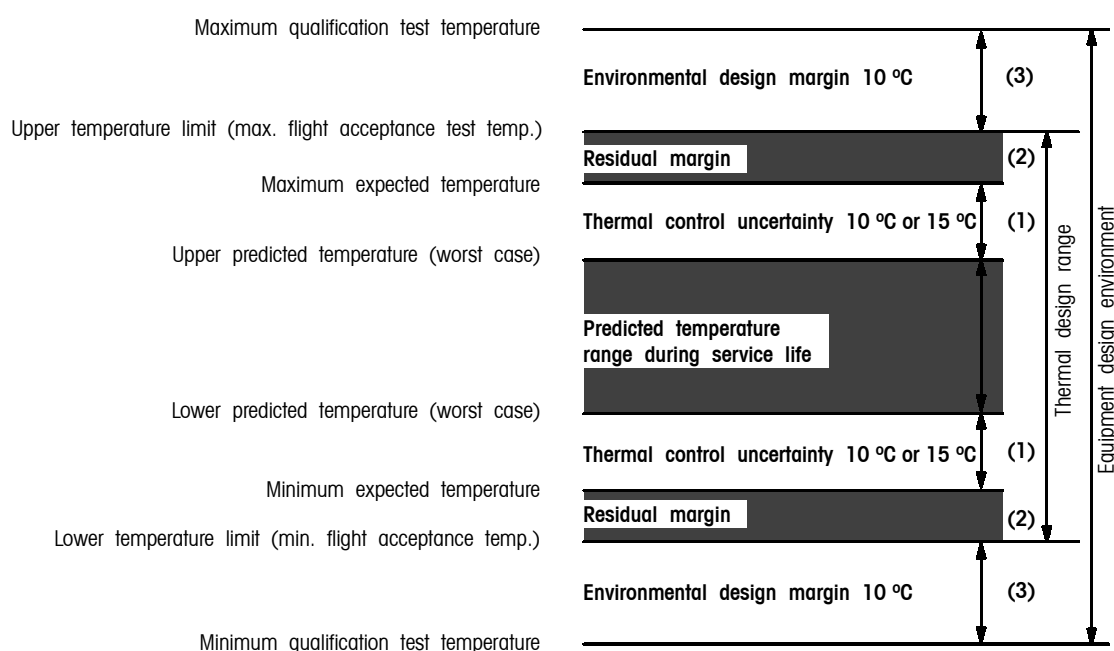 Maximum qualification test temperature
Environmental design margin 10 ºC
(3)
Upper temperature limit (max. flight acceptance test temp.)
Residual margin
(2)
Maximum expected temperature
Thermal control uncertainty 10 ºC or 15 ºC
(1)
Upper predicted temperature (worst case)
Predicted temperature
range during service life
Lower predicted temperature (worst case)
Thermal control uncertainty 10 ºC or 15 ºC
(1)
Minimum expected temperature
Residual margin
(2)
Lower temperature limit (min. flight acceptance temp.)
Environmental design margin 10 ºC
(3)
Minimum qualification test temperature
Thermal design range
Equipment design environment